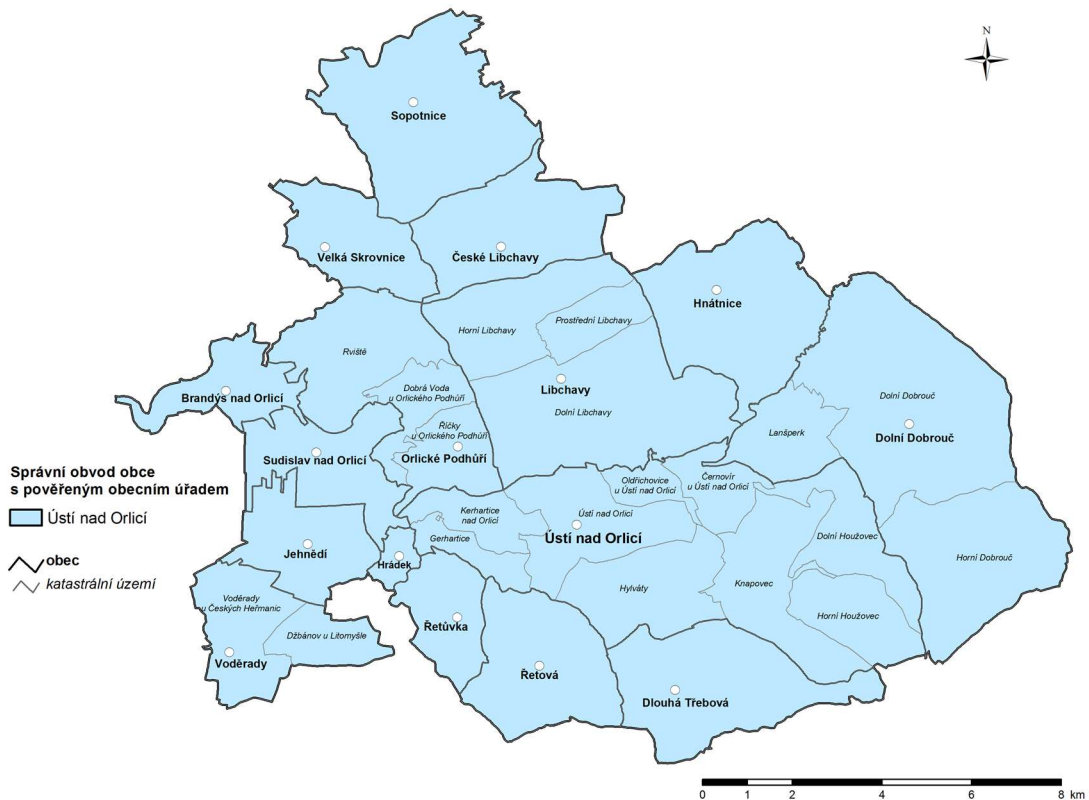 N
Sopotnice
Velká Skrovnice
České Libchavy
Hnátnice
Prostřední Libchavy
Horní Libchavy
Rviště
Dobrá Voda
u Orlického Podhůří
Libchavy
Dolní Libchavy
Brandýs nad Orlicí
Dolní Dobrouč
Dolní Dobrouč
Lanšperk
Říčky
u Orlického Podhůří
Orlické Podhůří
Sudislav nad Orlicí
Oldřichovice
u Ústí nad Orlicí
Černovír
u Ústí nad Orlicí
Správní obvod obce
s pověřeným obecním úřadem
Ústí nad Orlicí
obec
katastrální území
Kerhartice
nad Orlicí
Gerhartice
Ústí nad Orlicí
Ústí nad Orlicí
Dolní Houžovec
Jehnědí
Hrádek
Horní Dobrouč
Hylváty
Knapovec
Horní Houžovec
Voděrady
u Českých Heřmanic
Džbánov u Litomyšle
Voděrady
Řetůvka
Řetová
Dlouhá Třebová
0 1 2 4 6 8 km